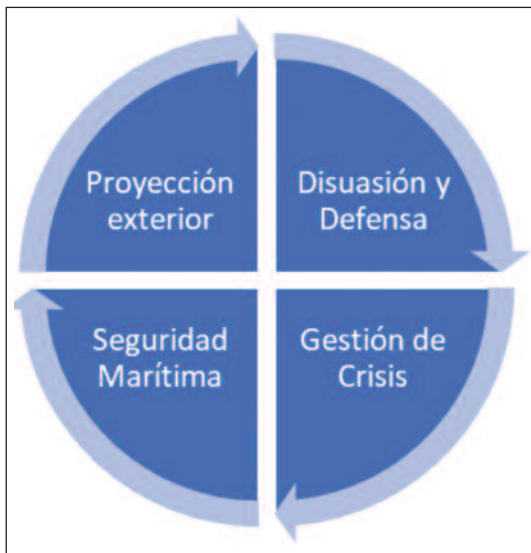 Proyección
exterior
Disuasión y
Defensa
Seguridad
Marítima
Gestión de
Crisis